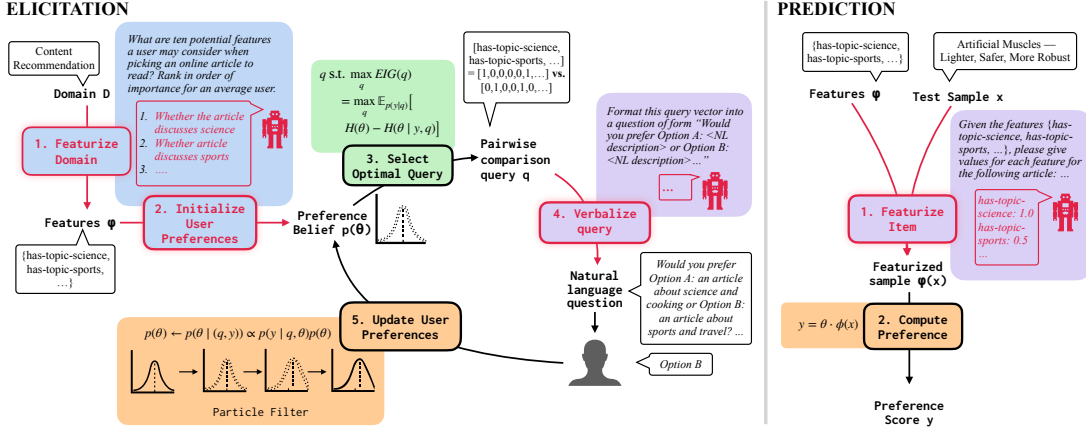 ELICITATION
Content
Recommendation
Domain D
What are ten potential features
a user may consider when
picking an online article to
read? Rank in order of
importance for an average user.
1. Whether the article
discusses science
2. Whether article
discusses sports
3. ....
1. Featurize
Domain
Features φ
{has-topic-science,
has-topic-sports,
…}
2. Initialize
User
Preferences
Preference
Belief p(θ)
q s.t. max EIG(q)
q
= max 𝔼p(y|q)[
q
H(θ) − H(θ | y, q)]
3. Select
Optimal Query
[has-topic-science,
has-topic-sports, …]
= [1,0,0,0,0,1,…] vs.
[0,1,0,0,1,0,…]
Pairwise
comparison
query q
Format this query vector into
a question of form “Would
you prefer Option A: <NL
description> or Option B:
<NL description>…”
...
4. Verbalize
query
Natural
language
question
Would you prefer
Option A: an article
about science and
cooking or Option B:
an article about
sports and travel? ...
Option B
5. Update User
Preferences
p(θ) ← p(θ | (q, y)) ∝ p(y | q, θ)p(θ)
Particle Filter
PREDICTION
{has-topic-science,
has-topic-sports, …}
Features φ
Artificial Muscles —
Lighter, Safer, More Robust
Test Sample x
Given the features {has-
topic-science, has-topic-
sports, …}, please give
values for each feature for
the following article: …
has-topic-
science: 1.0
has-topic-
sports: 0.5
…
1. Featurize
Item
Featurized
sample φ(x)
y = θ · ϕ(x)
2. Compute
Preference
Preference
Score y